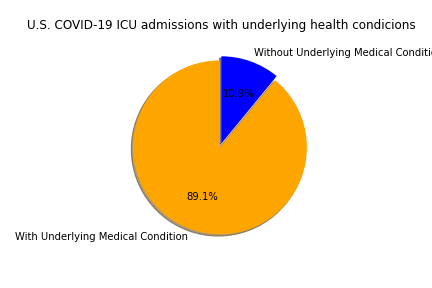 U.S. COVID-19 ICU admissions with underlying health condicions
Without Underlying Medical Conditi
10.9%
89.1%
With Underlying Medical Condition